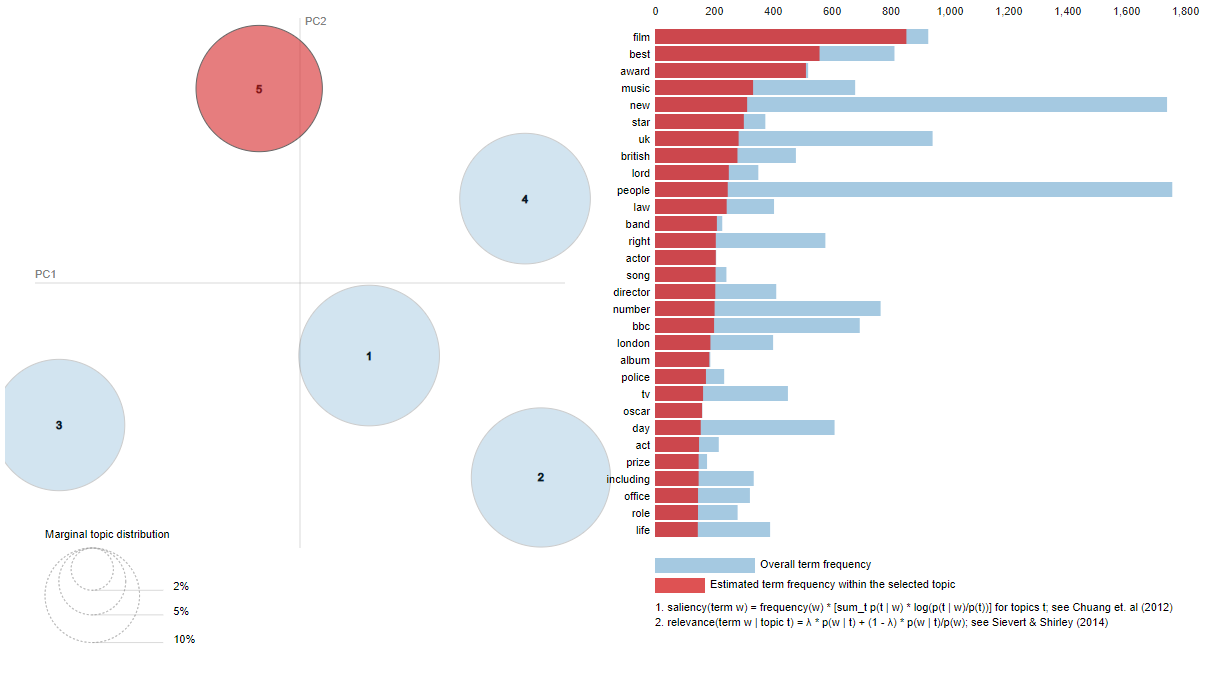 PC2
5
4
PC1
1
3
2
Marginal topic distribution
2%
5%
10%
0 200 400 600 800 1,000 1,200 1,400 1,600 1,800
film
best
award
music
new
star
uk
british
lord
people
law
band
right
actor
song
director
number
bbc
london
album
police
tv
oscar
day
act
prize
including
office
role
life
Overall term frequency
Estimated term frequency within the selected topic
1. saliency(term w) = frequency(w) * [sum_t p(t | w) * log(p(t | w)/p(t))] for topics t; see Chuang et. al (2012)
2. relevance(term w | topic t) = λ * p(w | t) + (1 - λ) * p(w | t)/p(w); see Sievert & Shirley (2014)